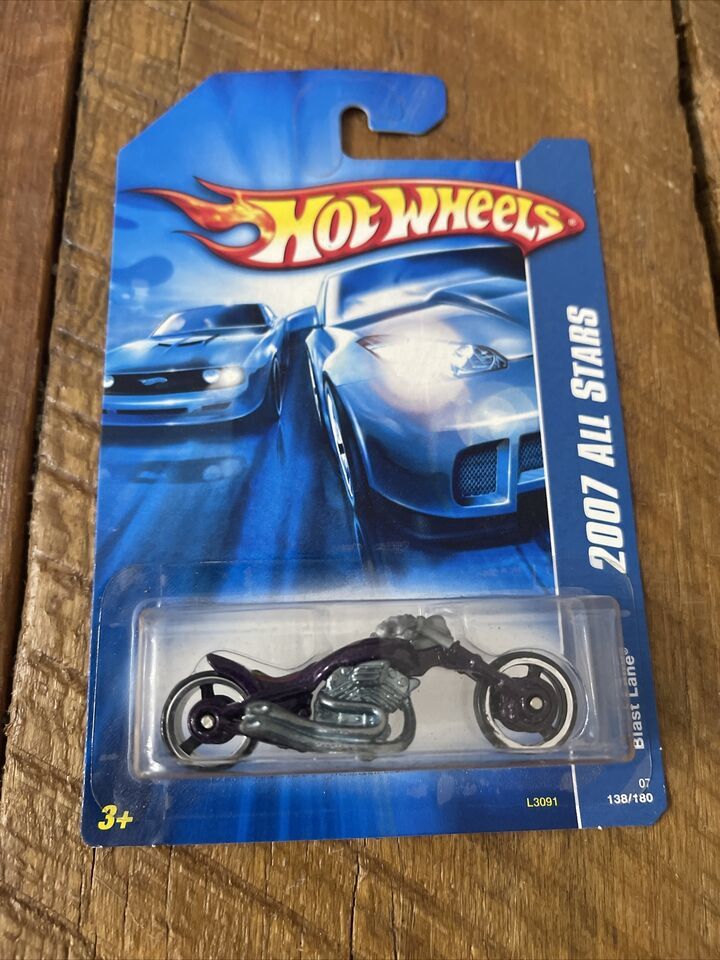 HOT WHEELS®
2007 ALL STARS
Blast Lane®
3+
L3091
07
138/180